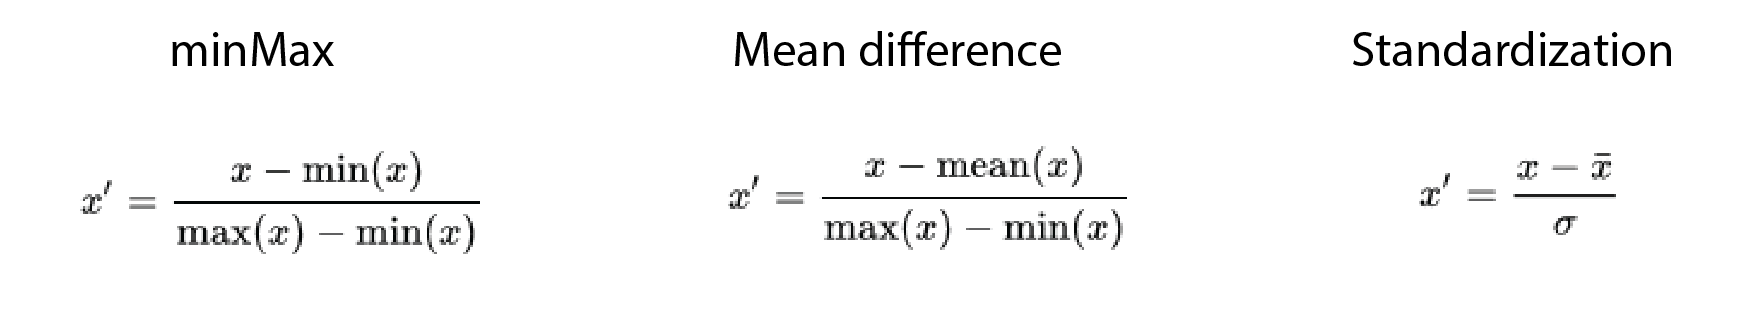 minMax
Mean difference
Standardization
x′ = (x − min(x)) / (max(x) − min(x))
x′ = (x − mean(x)) / (max(x) − min(x))
x′ = (x − x̄) / σ